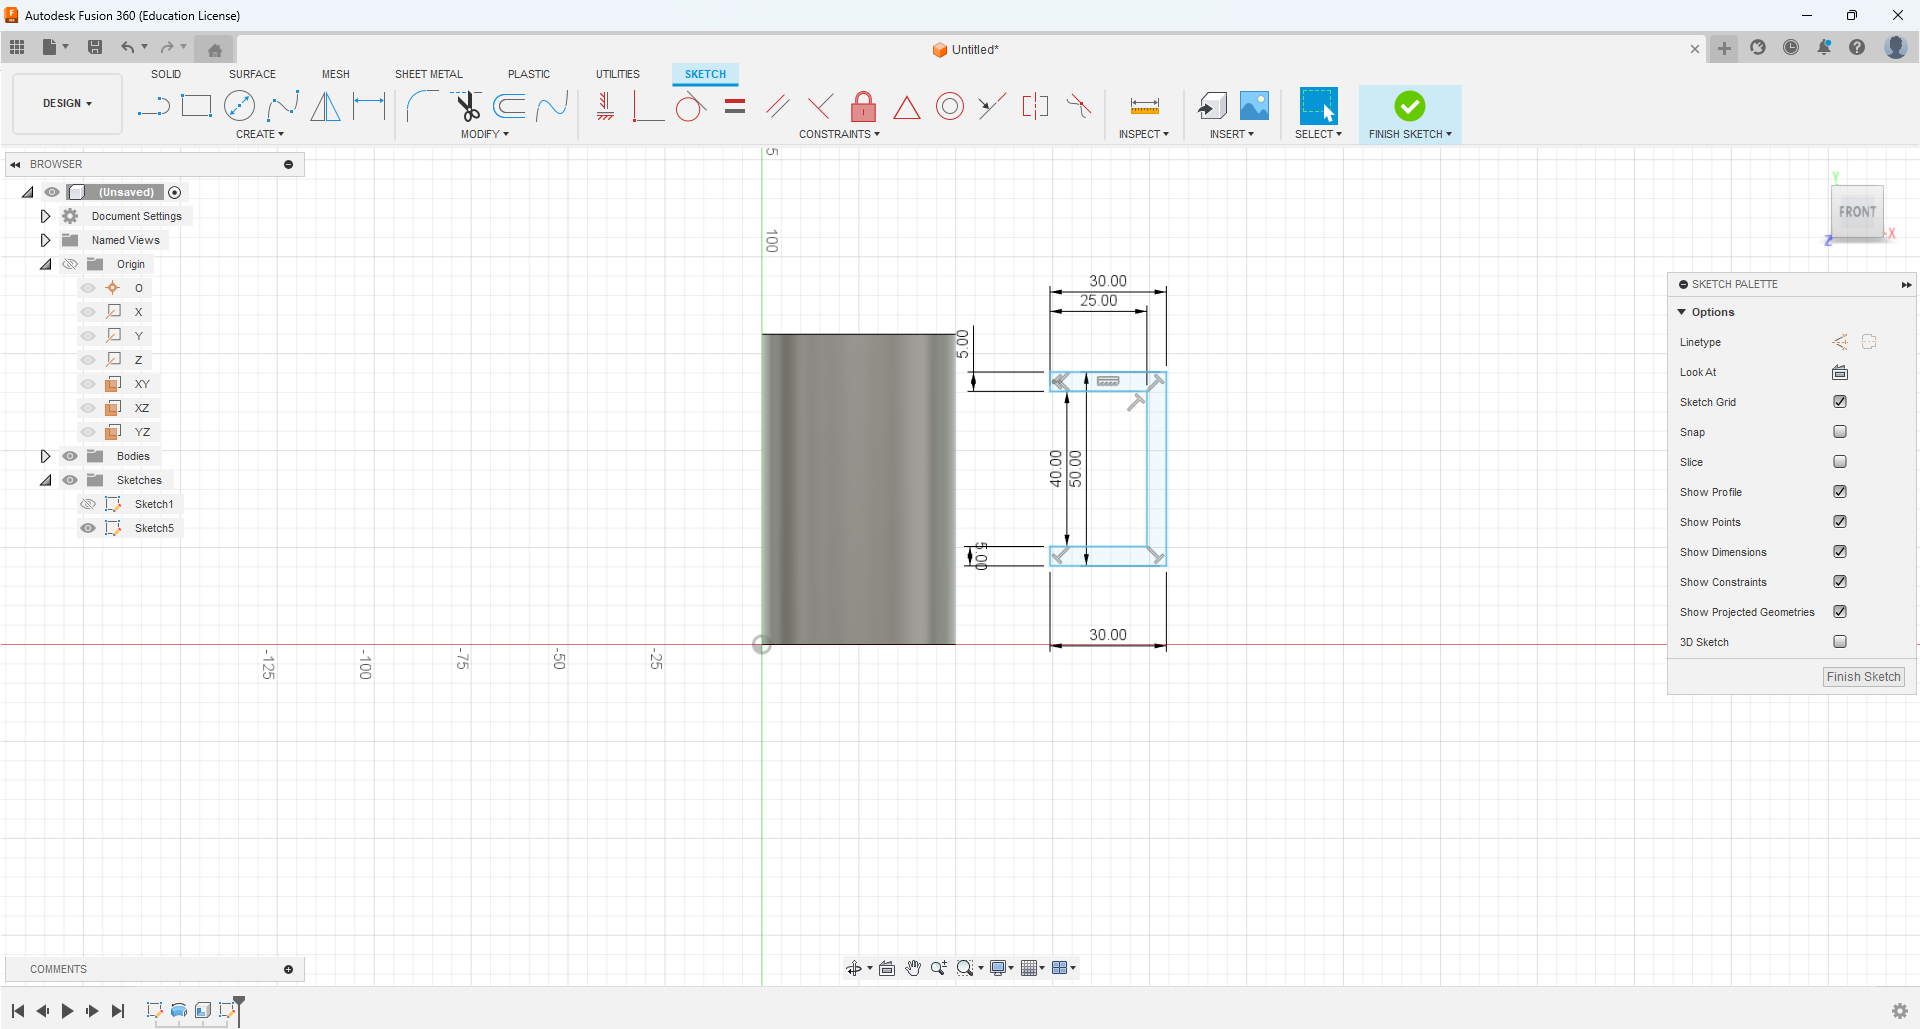 Autodesk Fusion 360 (Education License)
Untitled*
SOLID
SURFACE
MESH
SHEET METAL
PLASTIC
UTILITIES
SKETCH
DESIGN
CREATE
MODIFY
CONSTRAINTS
INSPECT
INSERT
SELECT
FINISH SKETCH
BROWSER
(Unsaved)
Document Settings
Named Views
Origin
O
X
Y
Z
XY
XZ
YZ
Bodies
Sketches
Sketch1
Sketch5
5
100
30.00
25.00
5.00
40.00
50.00
5.00
30.00
-125
-100
-75
-50
-25
Y
FRONT
X
Z
SKETCH PALETTE
Options
Linetype
Look At
Sketch Grid
Snap
Slice
Show Profile
Show Points
Show Dimensions
Show Constraints
Show Projected Geometries
3D Sketch
Finish Sketch
COMMENTS